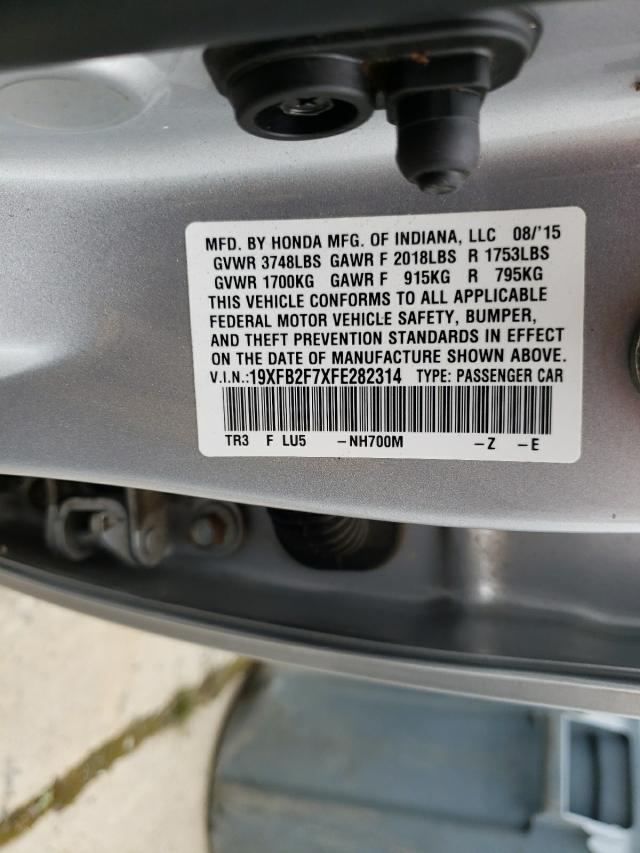 MFD. BY HONDA MFG. OF INDIANA, LLC 08/'15
GVWR 3748LBS GAWR F 2018LBS R 1753LBS
GVWR 1700KG GAWR F 915KG R 795KG
THIS VEHICLE CONFORMS TO ALL APPLICABLE
FEDERAL MOTOR VEHICLE SAFETY, BUMPER,
AND THEFT PREVENTION STANDARDS IN EFFECT
ON THE DATE OF MANUFACTURE SHOWN ABOVE.
V.I.N.:19XFB2F7XFE282314 TYPE: PASSENGER CAR
TR3 F LU5 -NH700M -Z -E